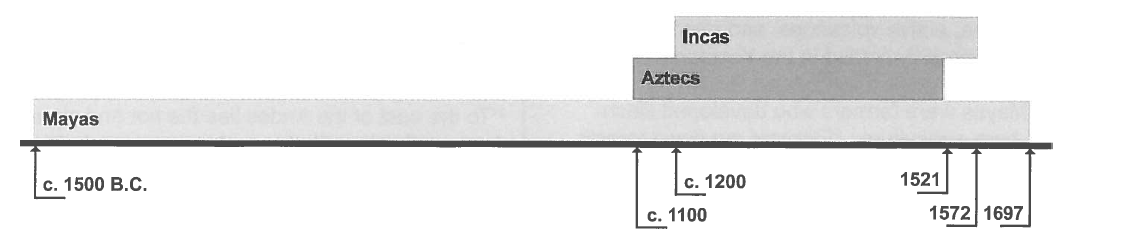 Incas
Aztecs
Mayas
c. 1500 B.C.
c. 1100
c. 1200
1521
1572
1697